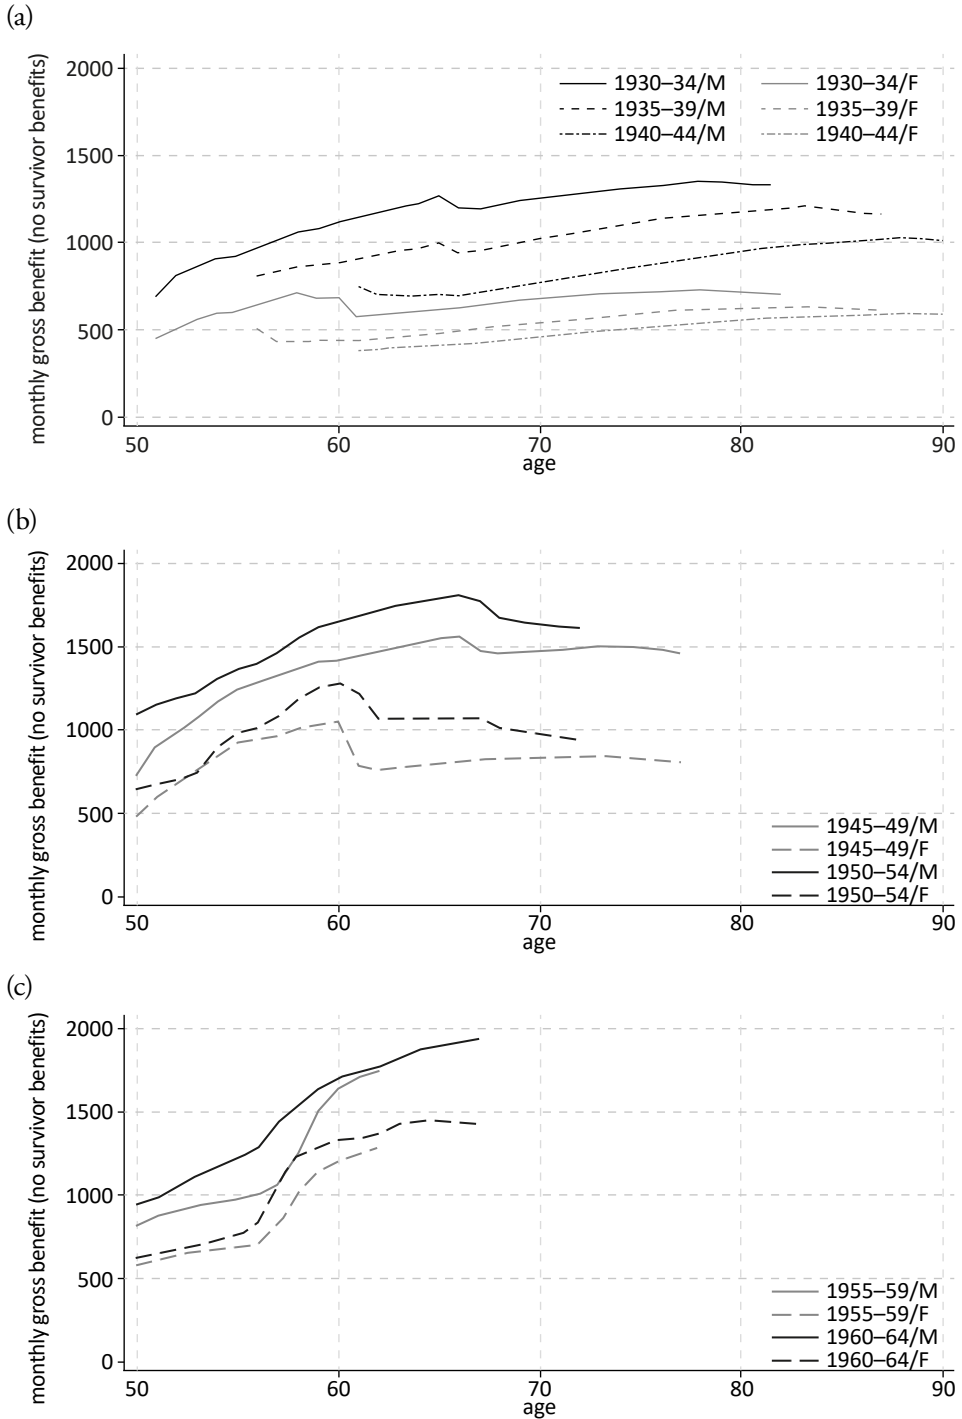 (a)
monthly gross benefit (no survivor benefits)
2000
1500
1000
500
0
1930–34/M 1930–34/F
1935–39/M 1935–39/F
1940–44/M 1940–44/F
50 60 70 80 90
age
(b)
monthly gross benefit (no survivor benefits)
2000
1500
1000
500
0
1945–49/M
1945–49/F
1950–54/M
1950–54/F
50 60 70 80 90
age
(c)
monthly gross benefit (no survivor benefits)
2000
1500
1000
500
0
1955–59/M
1955–59/F
1960–64/M
1960–64/F
50 60 70 80 90
age